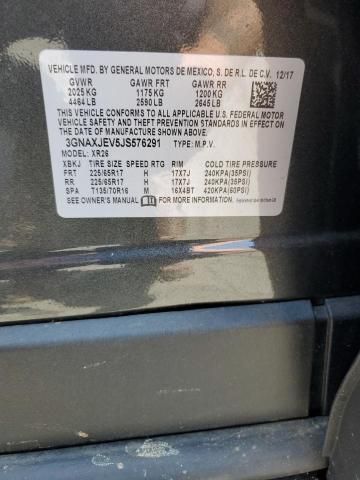 VEHICLE MFD. BY GENERAL MOTORS DE MEXICO, S. DE R.L. DE C.V. 12/17
GVWR GAWR FRT GAWR RR
2025 KG 1175 KG 1200 KG
4464 LB 2590 LB 2645 LB
THIS VEHICLE CONFORMS TO ALL APPLICABLE U.S. FEDERAL MOTOR
VEHICLE SAFETY, BUMPER, AND THEFT PREVENTION STANDARDS IN EFFECT
ON THE DATE OF MANUFACTURE SHOWN ABOVE.
3GNAXJEV5JS576291 TYPE: M.P.V.
MODEL: XR26
XBKJ TIRE SIZE SPEED RTG RIM COLD TIRE PRESSURE
FRT 225/65R17 H 17X7J 240KPA(35PSI)
RR 225/65R17 H 17X7J 240KPA(35PSI)
SPA T135/70R16 M 16X4BT 420KPA(60PSI)
SEE OWNER'S MANUAL FOR MORE INFORMATION.